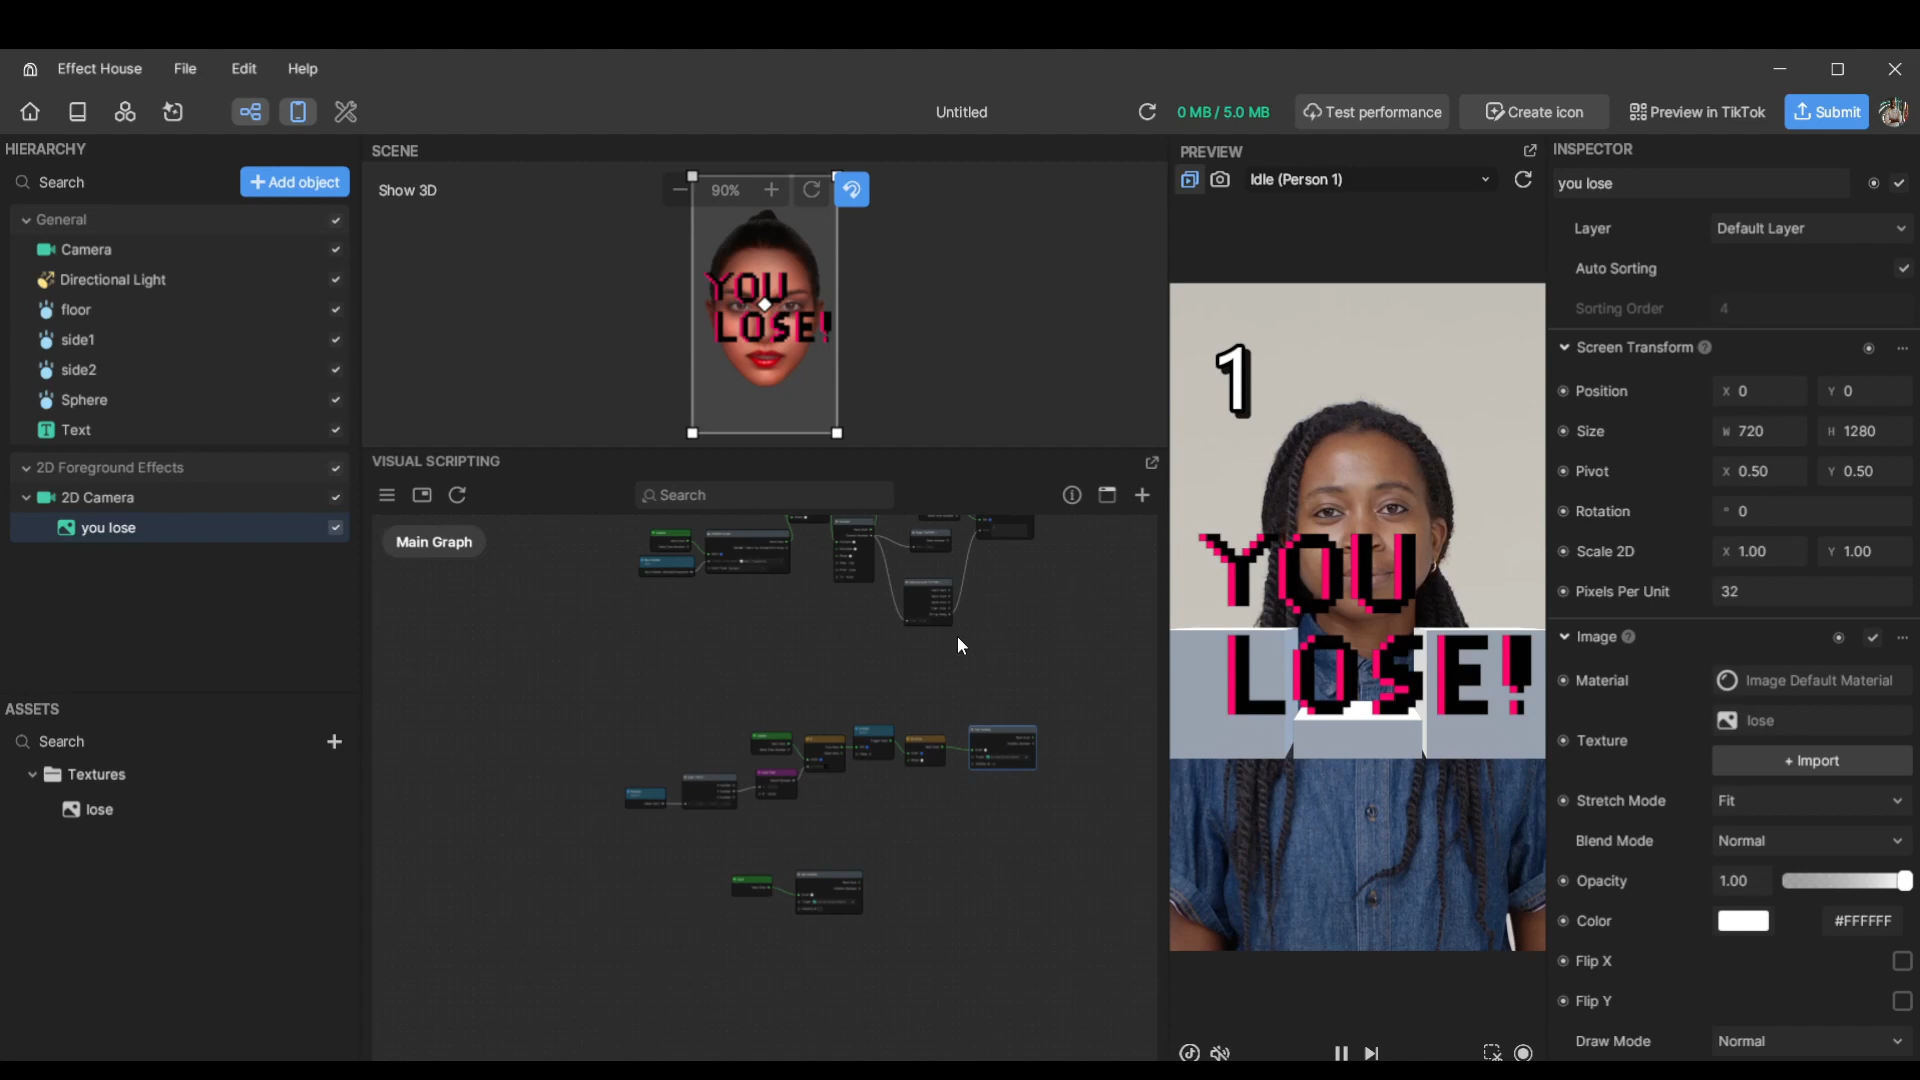 Effect House File Edit Help
Untitled 0 MB / 5.0 MB Test performance Create icon Preview in TikTok Submit
HIERARCHY
Search Add object
General
Camera
Directional Light
floor
side1
side2
Sphere
Text
2D Foreground Effects
2D Camera
you lose
ASSETS
Search
Textures
lose
SCENE
Show 3D 90%
YOU
LOSE!
VISUAL SCRIPTING
Search
Main Graph
PREVIEW
Idle (Person 1)
1
YOU
LOSE!
INSPECTOR
you lose
Layer Default Layer
Auto Sorting
Sorting Order 4
Screen Transform
Position X 0 Y 0
Size W 720 H 1280
Pivot X 0.50 Y 0.50
Rotation ° 0
Scale 2D X 1.00 Y 1.00
Pixels Per Unit 32
Image
Material Image Default Material
lose
Texture
+ Import
Stretch Mode Fit
Blend Mode Normal
Opacity 1.00
Color #FFFFFF
Flip X
Flip Y
Draw Mode Normal